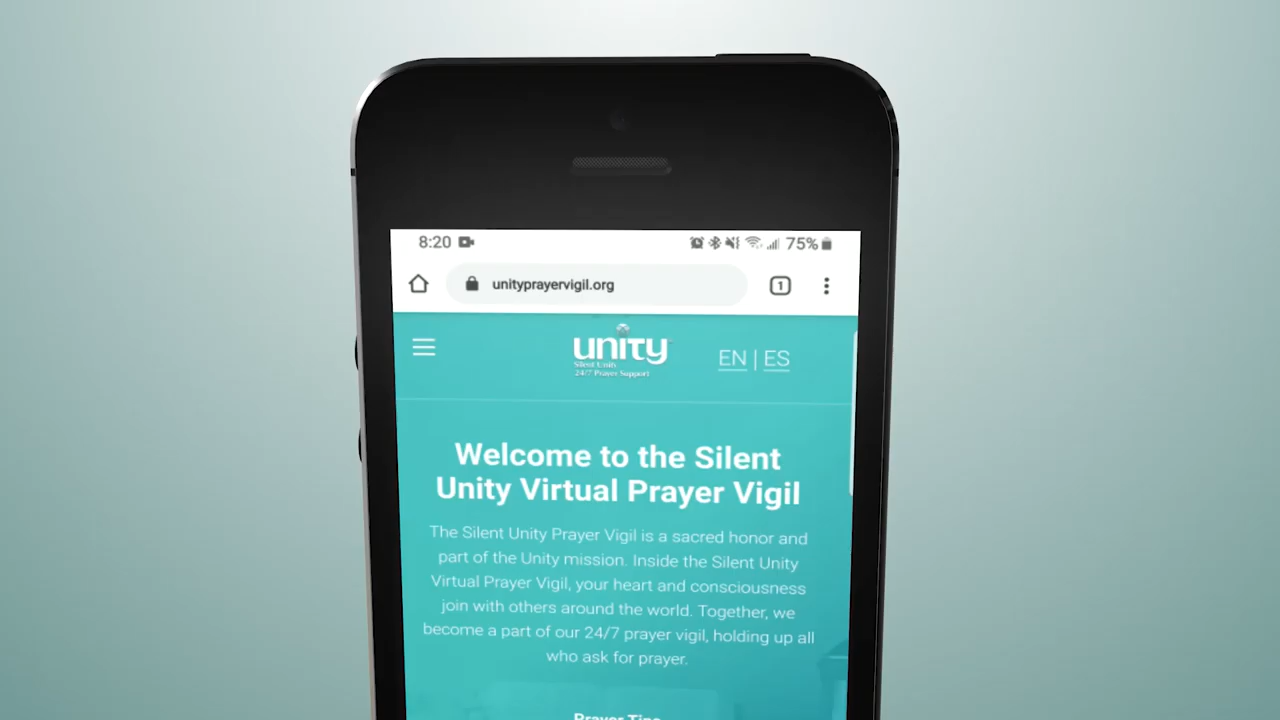 8:20 75%
unityprayervigil.org 1
unity
Silent Unity
24/7 Prayer Support
EN | ES
Welcome to the Silent
Unity Virtual Prayer Vigil
The Silent Unity Prayer Vigil is a sacred honor and
part of the Unity mission. Inside the Silent Unity
Virtual Prayer Vigil, your heart and consciousness
join with others around the world. Together, we
become a part of our 24/7 prayer vigil, holding up all
who ask for prayer.
Prayer Tips